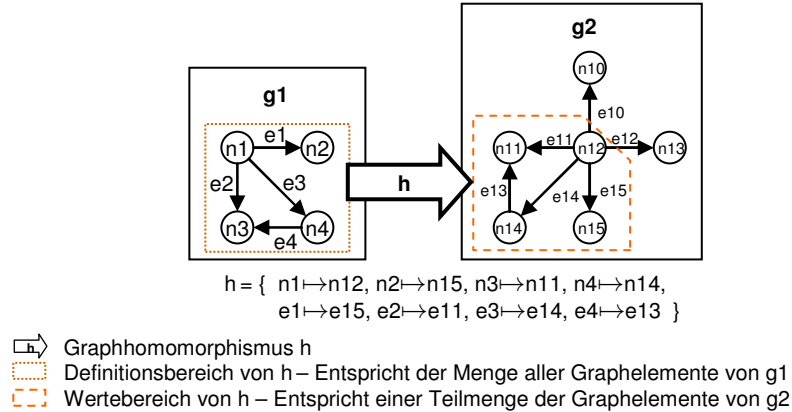 g2
n10
g1
e10
e1
e11
e12
n1
n2
n11
n12
n13
e2
e3
h
e13
e14
e15
n3
n4
e4
n14
n15
h = { n1↦n12, n2↦n15, n3↦n11, n4↦n14,
e1↦e15, e2↦e11, e3↦e14, e4↦e13 }
h Graphhomomorphismus h
Definitionsbereich von h – Entspricht der Menge aller Graphelemente von g1
Wertebereich von h – Entspricht einer Teilmenge der Graphelemente von g2